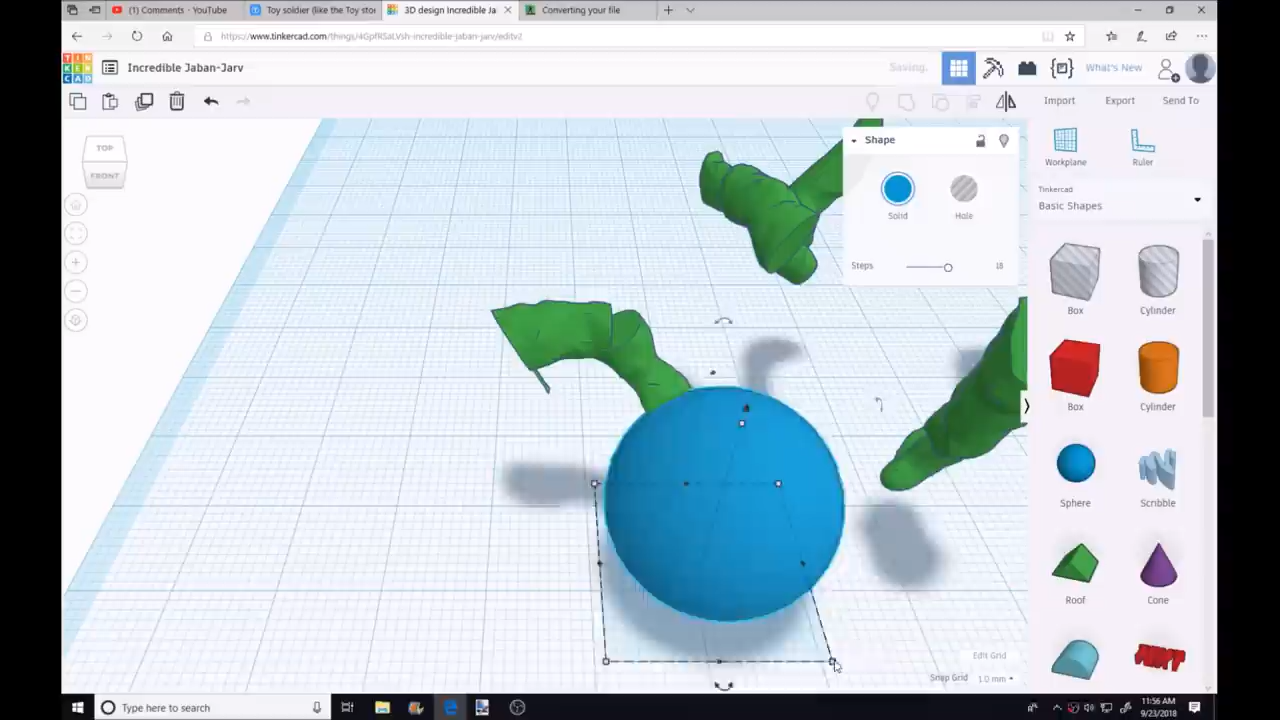 (1) Comments - YouTube
Toy soldier (like the Toy stor
3D design Incredible Ja
Converting your file
https://www.tinkercad.com/things/4GpfRSaLVsh-incredible-jaban-jarv/editv2
TIN
KER
CAD
Incredible Jaban-Jarv
Saving.
What's New
Import
Export
Send To
TOP
FRONT
Shape
Solid
Hole
Steps
18
Workplane
Ruler
Tinkercad
Basic Shapes
Box
Cylinder
Box
Cylinder
Sphere
Scribble
Roof
Cone
Edit Grid
Snap Grid
1.0 mm
Type here to search
11:56 AM
9/23/2018